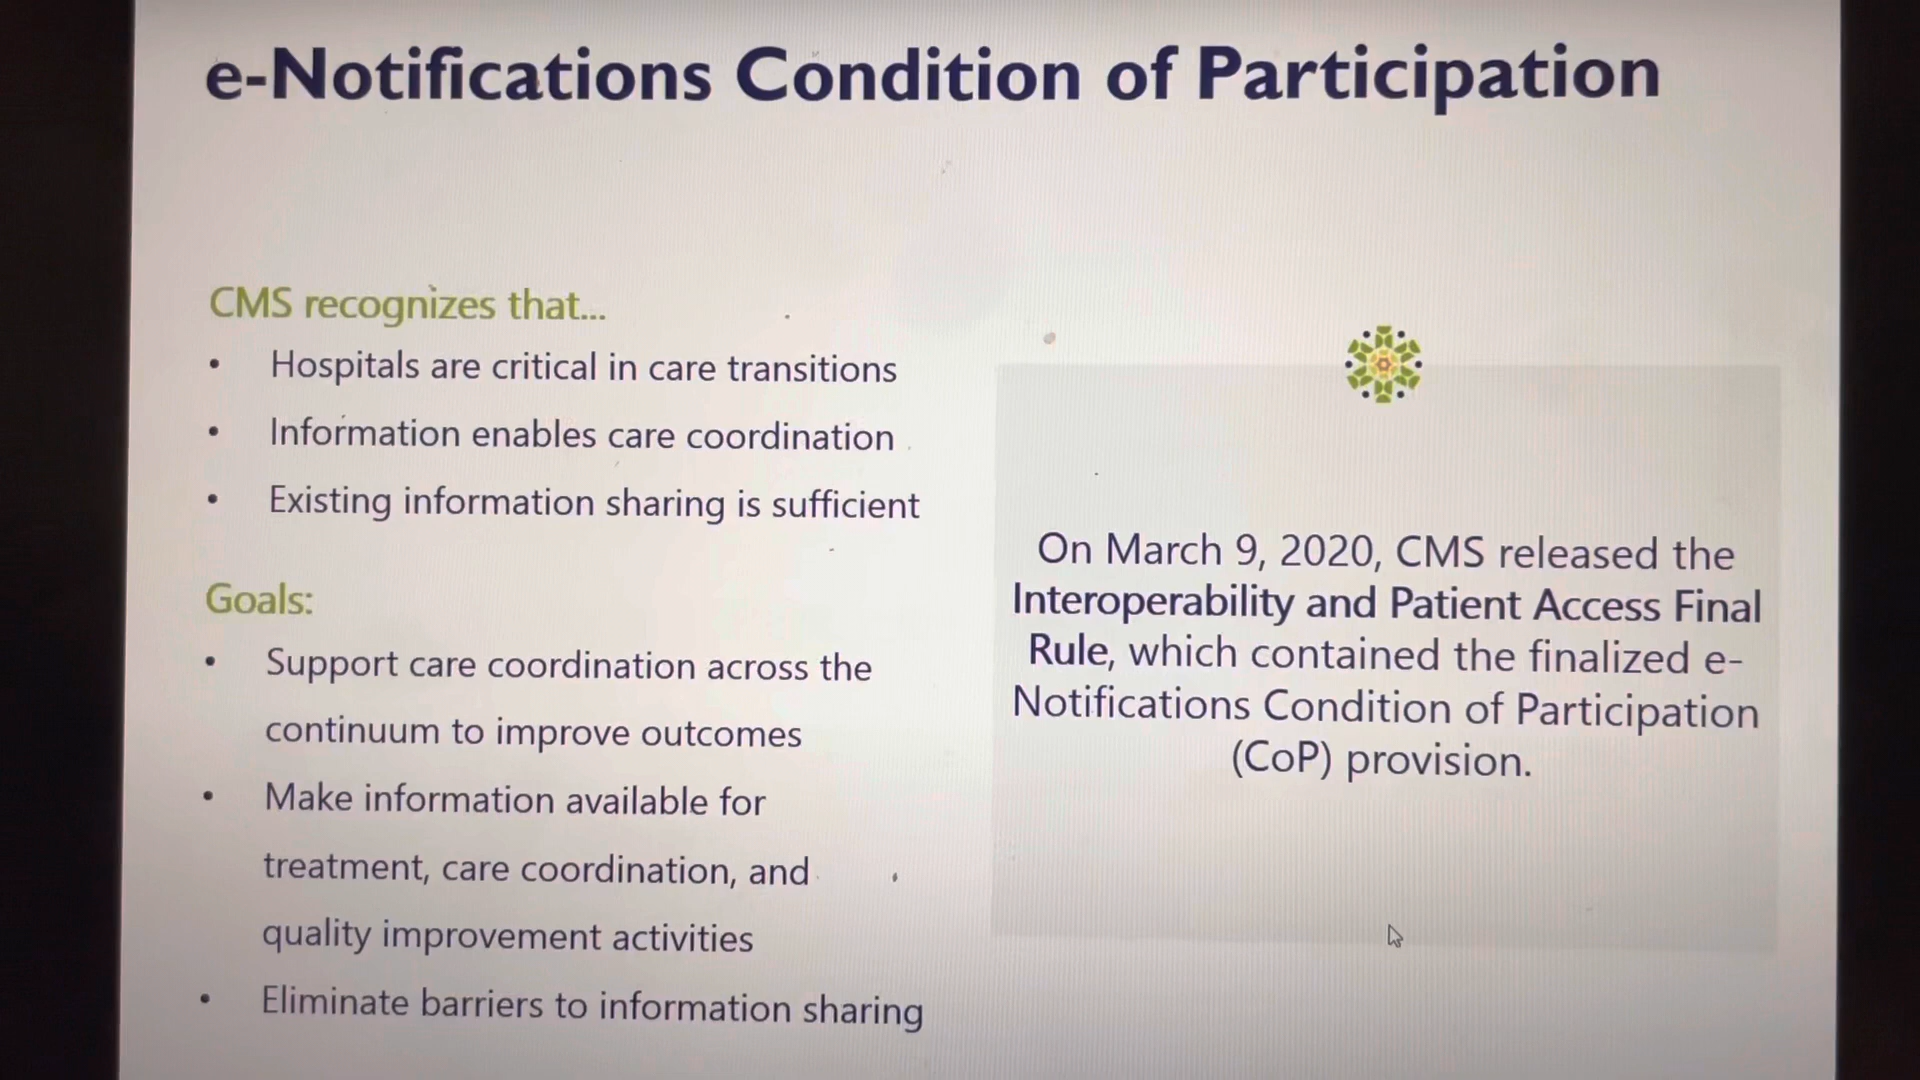 e-Notifications Condition of Participation
CMS recognizes that...
• Hospitals are critical in care transitions
• Information enables care coordination
• Existing information sharing is sufficient
Goals:
• Support care coordination across the
continuum to improve outcomes
• Make information available for
treatment, care coordination, and
quality improvement activities
• Eliminate barriers to information sharing
On March 9, 2020, CMS released the
Interoperability and Patient Access Final
Rule, which contained the finalized e-
Notifications Condition of Participation
(CoP) provision.